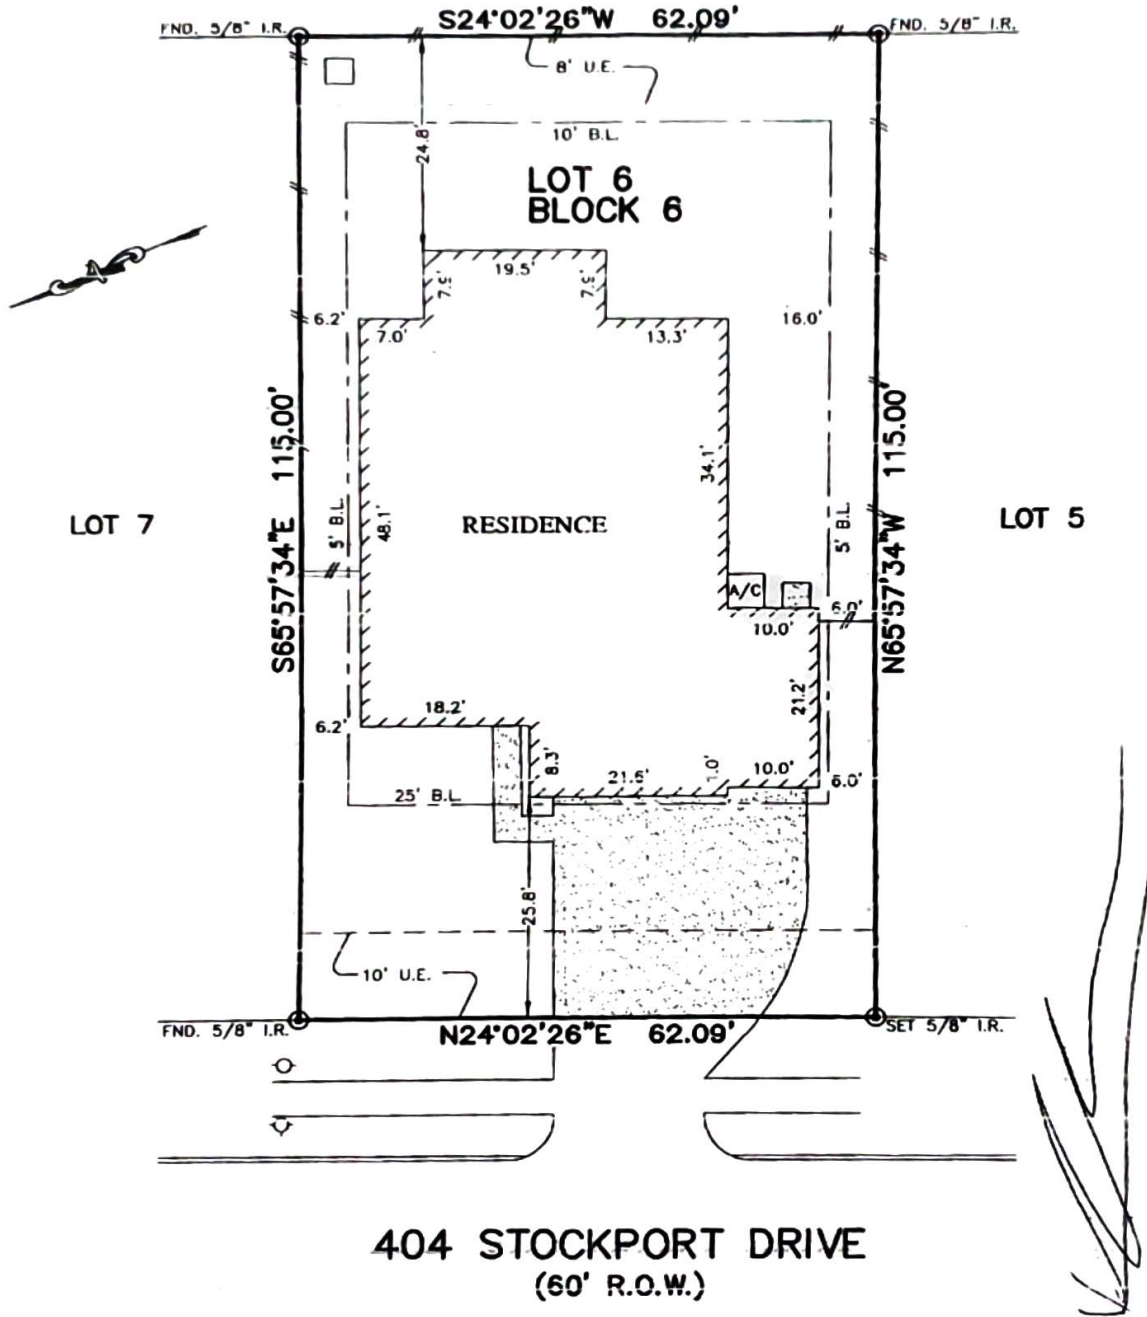 S24°02'26"W 62.09'
FND. 5/8" I.R.
FND. 5/8" I.R.
8' U.E.
10' B.L.
24.8'
LOT 6
BLOCK 6
19.5'
7.9'
7.9'
6.2'
7.0'
13.3'
16.0'
S65°57'34"E 115.00'
N65°57'34"W 115.00'
34.1'
LOT 7
5' B.L.
48.1'
RESIDENCE
5' B.L.
LOT 5
A/C
6.0'
10.0'
21.2'
18.2'
6.2'
8.3'
21.6'
1.0'
10.0'
6.0'
25' B.L.
25.8'
10' U.E.
FND. 5/8" I.R.
N24°02'26"E 62.09'
SET 5/8" I.R.
404 STOCKPORT DRIVE
(60' R.O.W.)